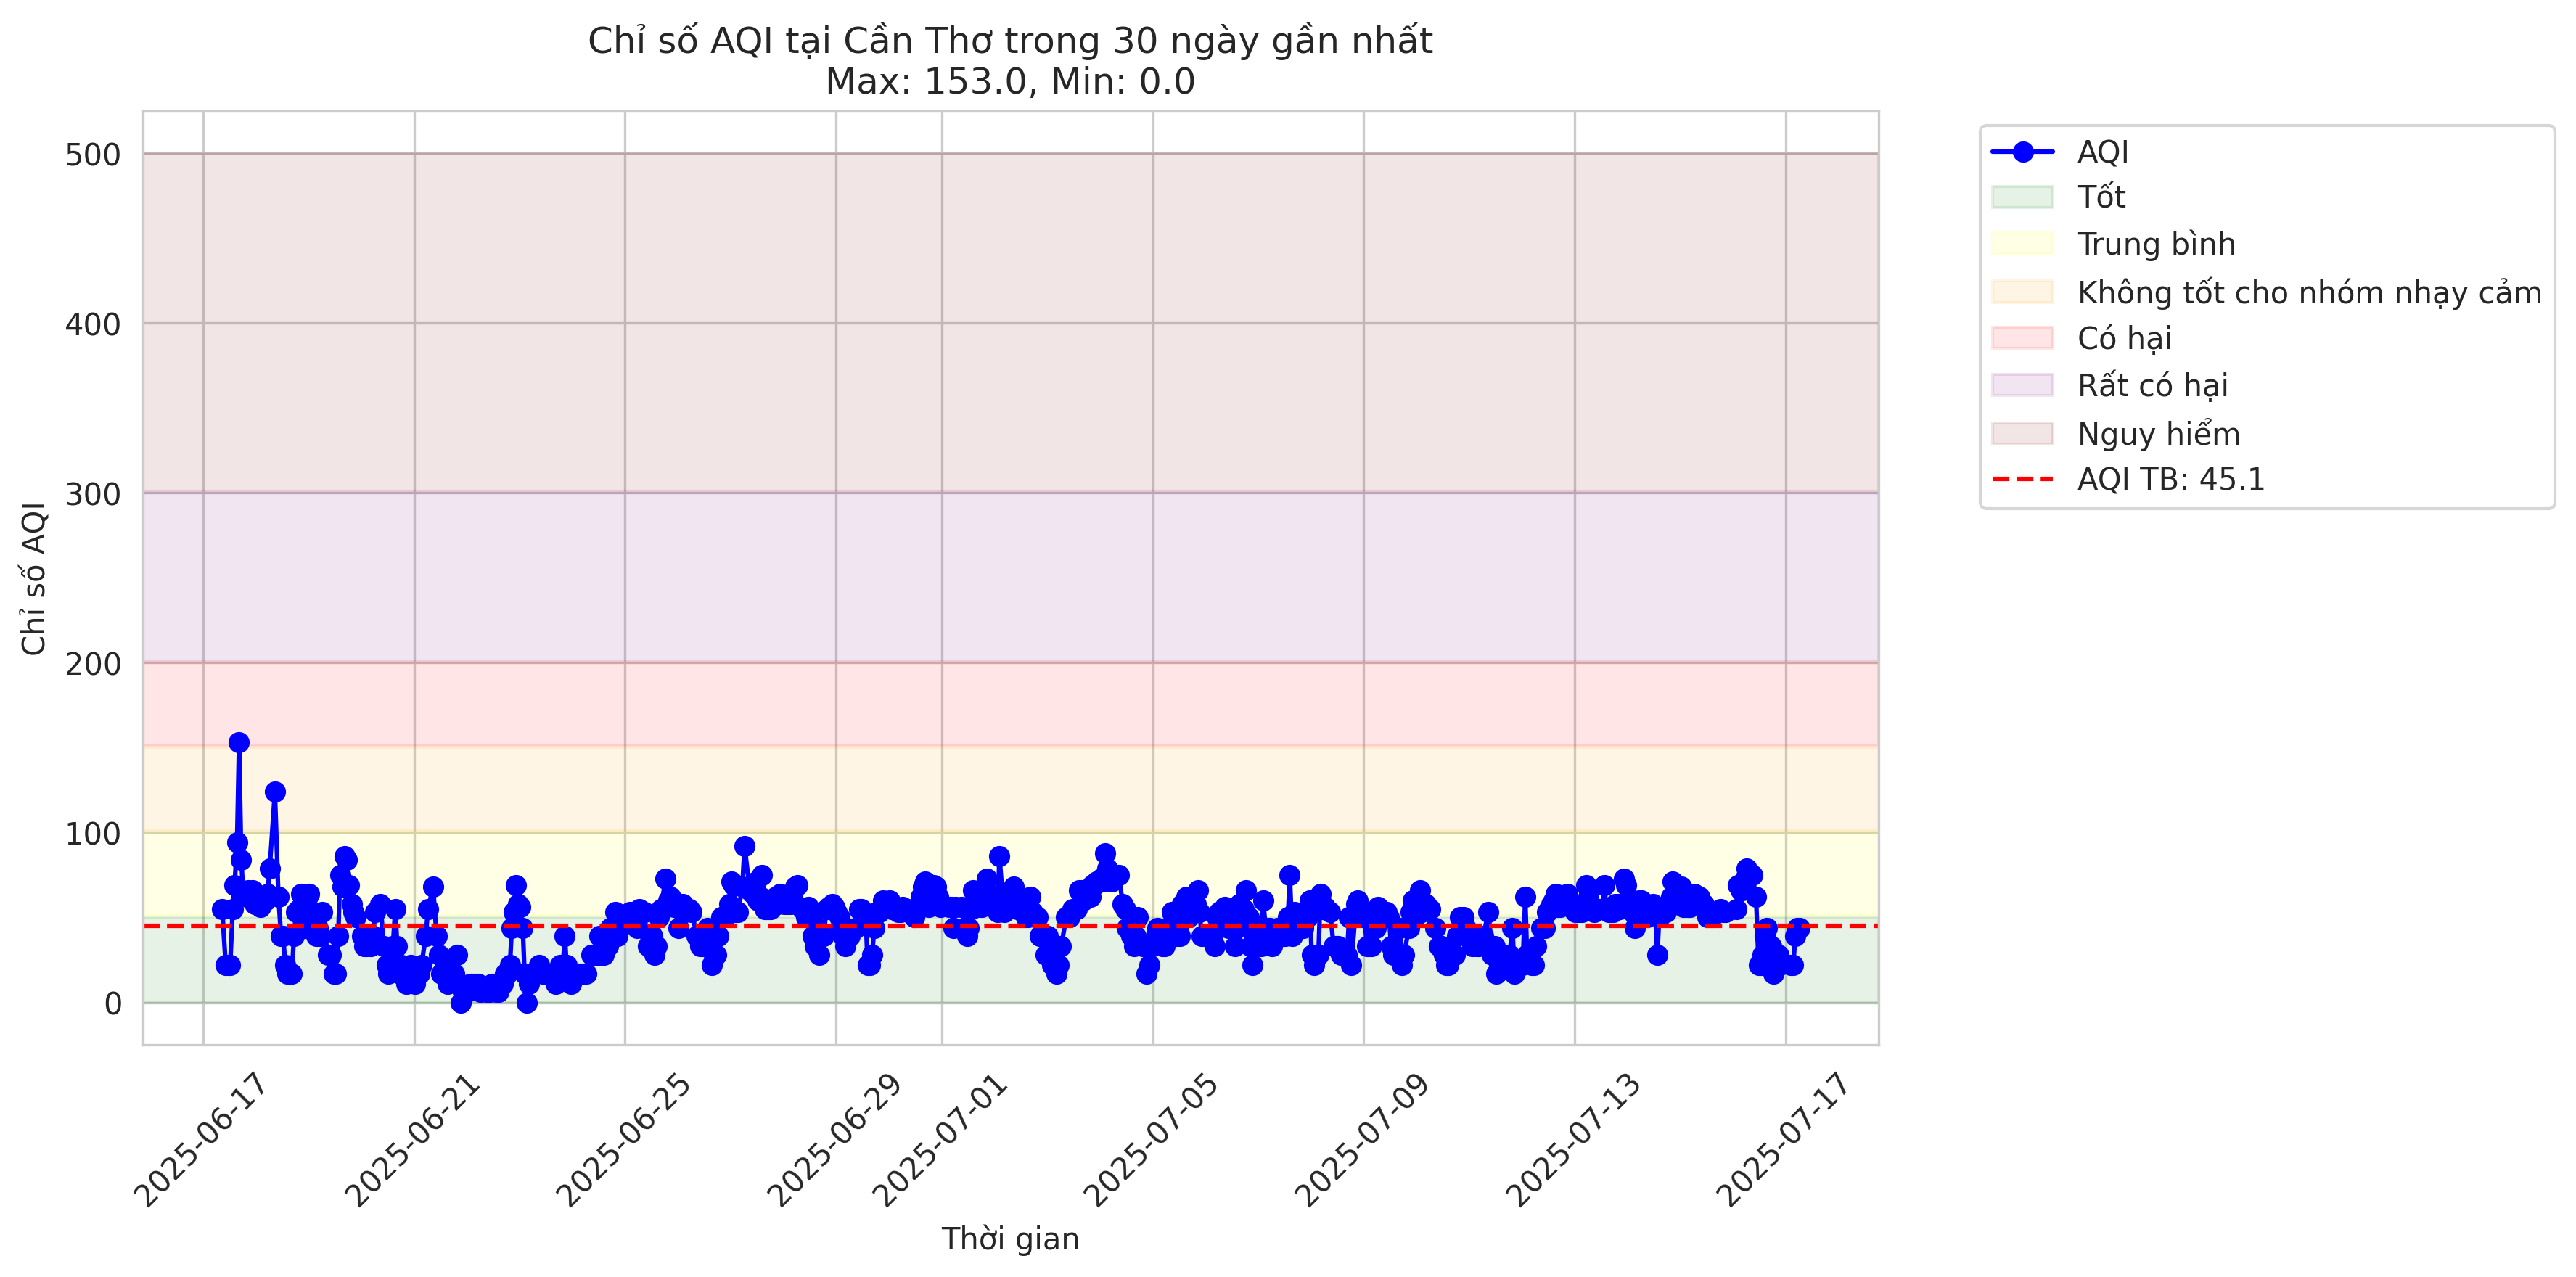 Chỉ số AQI tại Cần Thơ trong 30 ngày gần nhất
Max: 153.0, Min: 0.0
Chỉ số AQI
500
400
300
200
100
0
2025-06-17
2025-06-21
2025-06-25
2025-06-29
2025-07-01
2025-07-05
2025-07-09
2025-07-13
2025-07-17
Thời gian
AQI
Tốt
Trung bình
Không tốt cho nhóm nhạy cảm
Có hại
Rất có hại
Nguy hiểm
AQI TB: 45.1